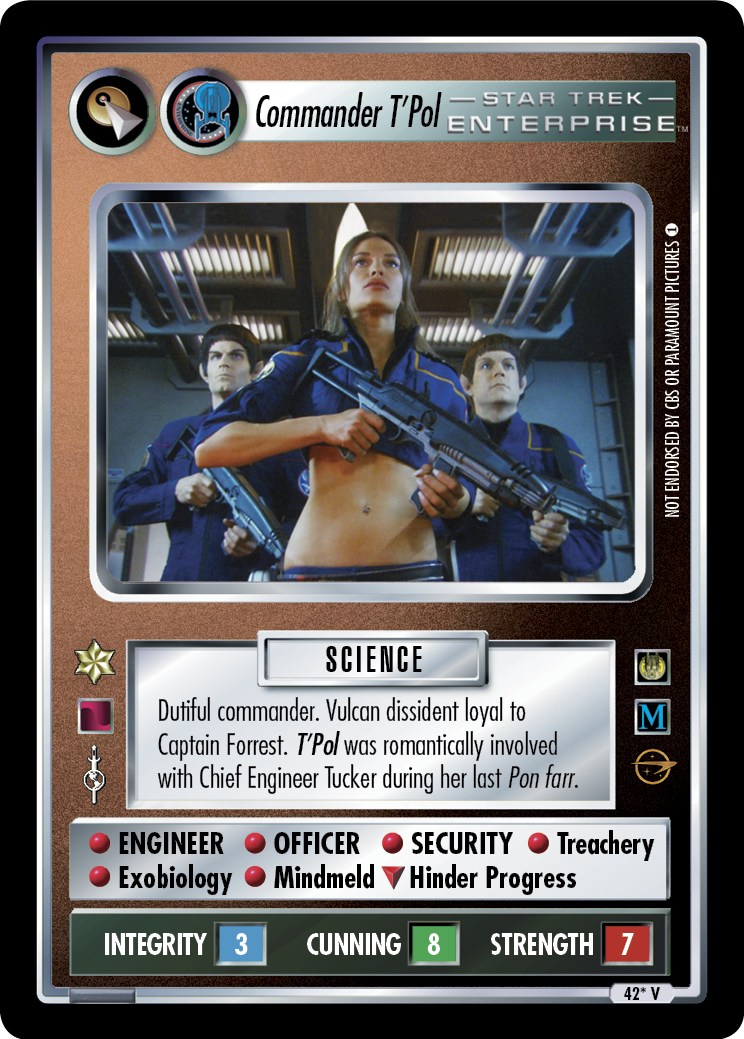 Commander T'Pol
STAR TREK
ENTERPRISE™
NOT ENDORSED BY CBS OR PARAMOUNT PICTURES 1
SCIENCE
Dutiful commander. Vulcan dissident loyal to
Captain Forrest. T'Pol was romantically involved
with Chief Engineer Tucker during her last Pon farr.
M
ENGINEER OFFICER SECURITY Treachery
Exobiology Mindmeld Hinder Progress
INTEGRITY 3 CUNNING 8 STRENGTH 7
42* V